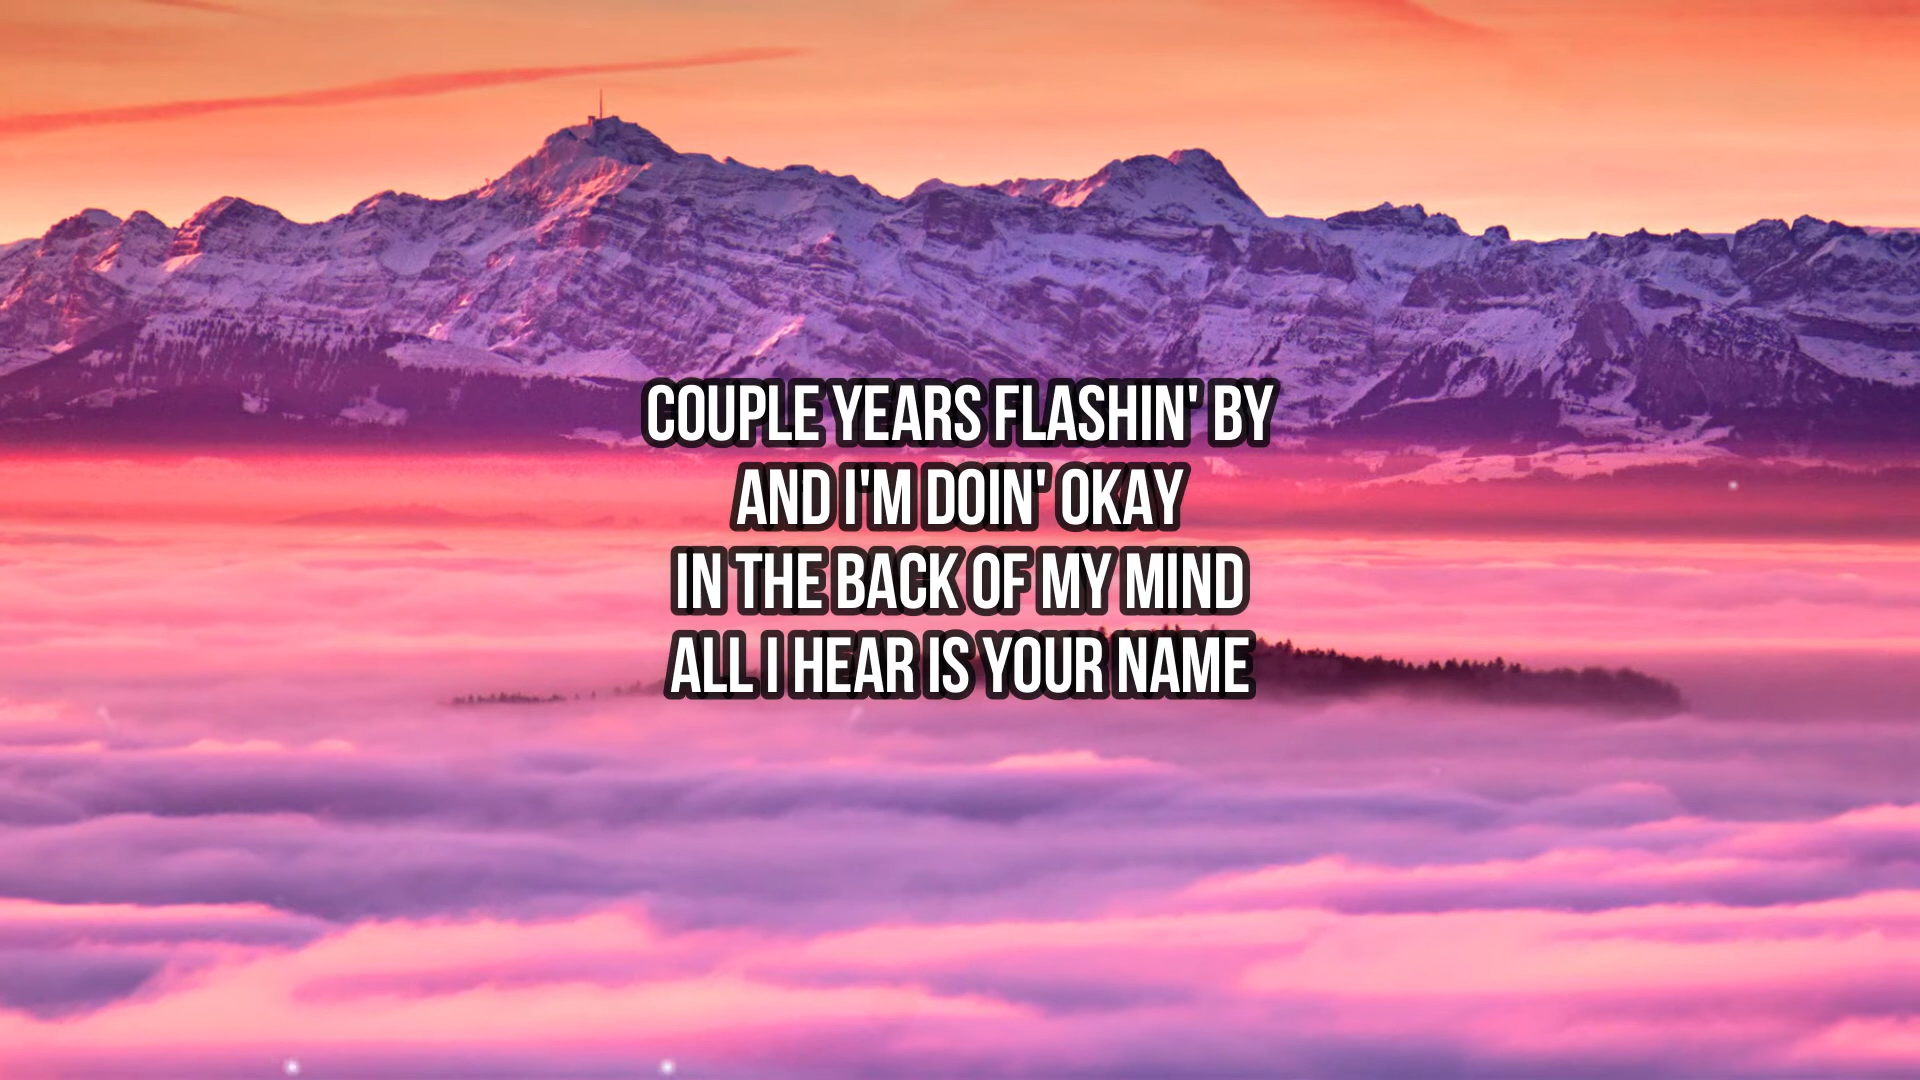 COUPLE YEARS FLASHIN' BY
AND I'M DOIN' OKAY
IN THE BACK OF MY MIND
ALL I HEAR IS YOUR NAME